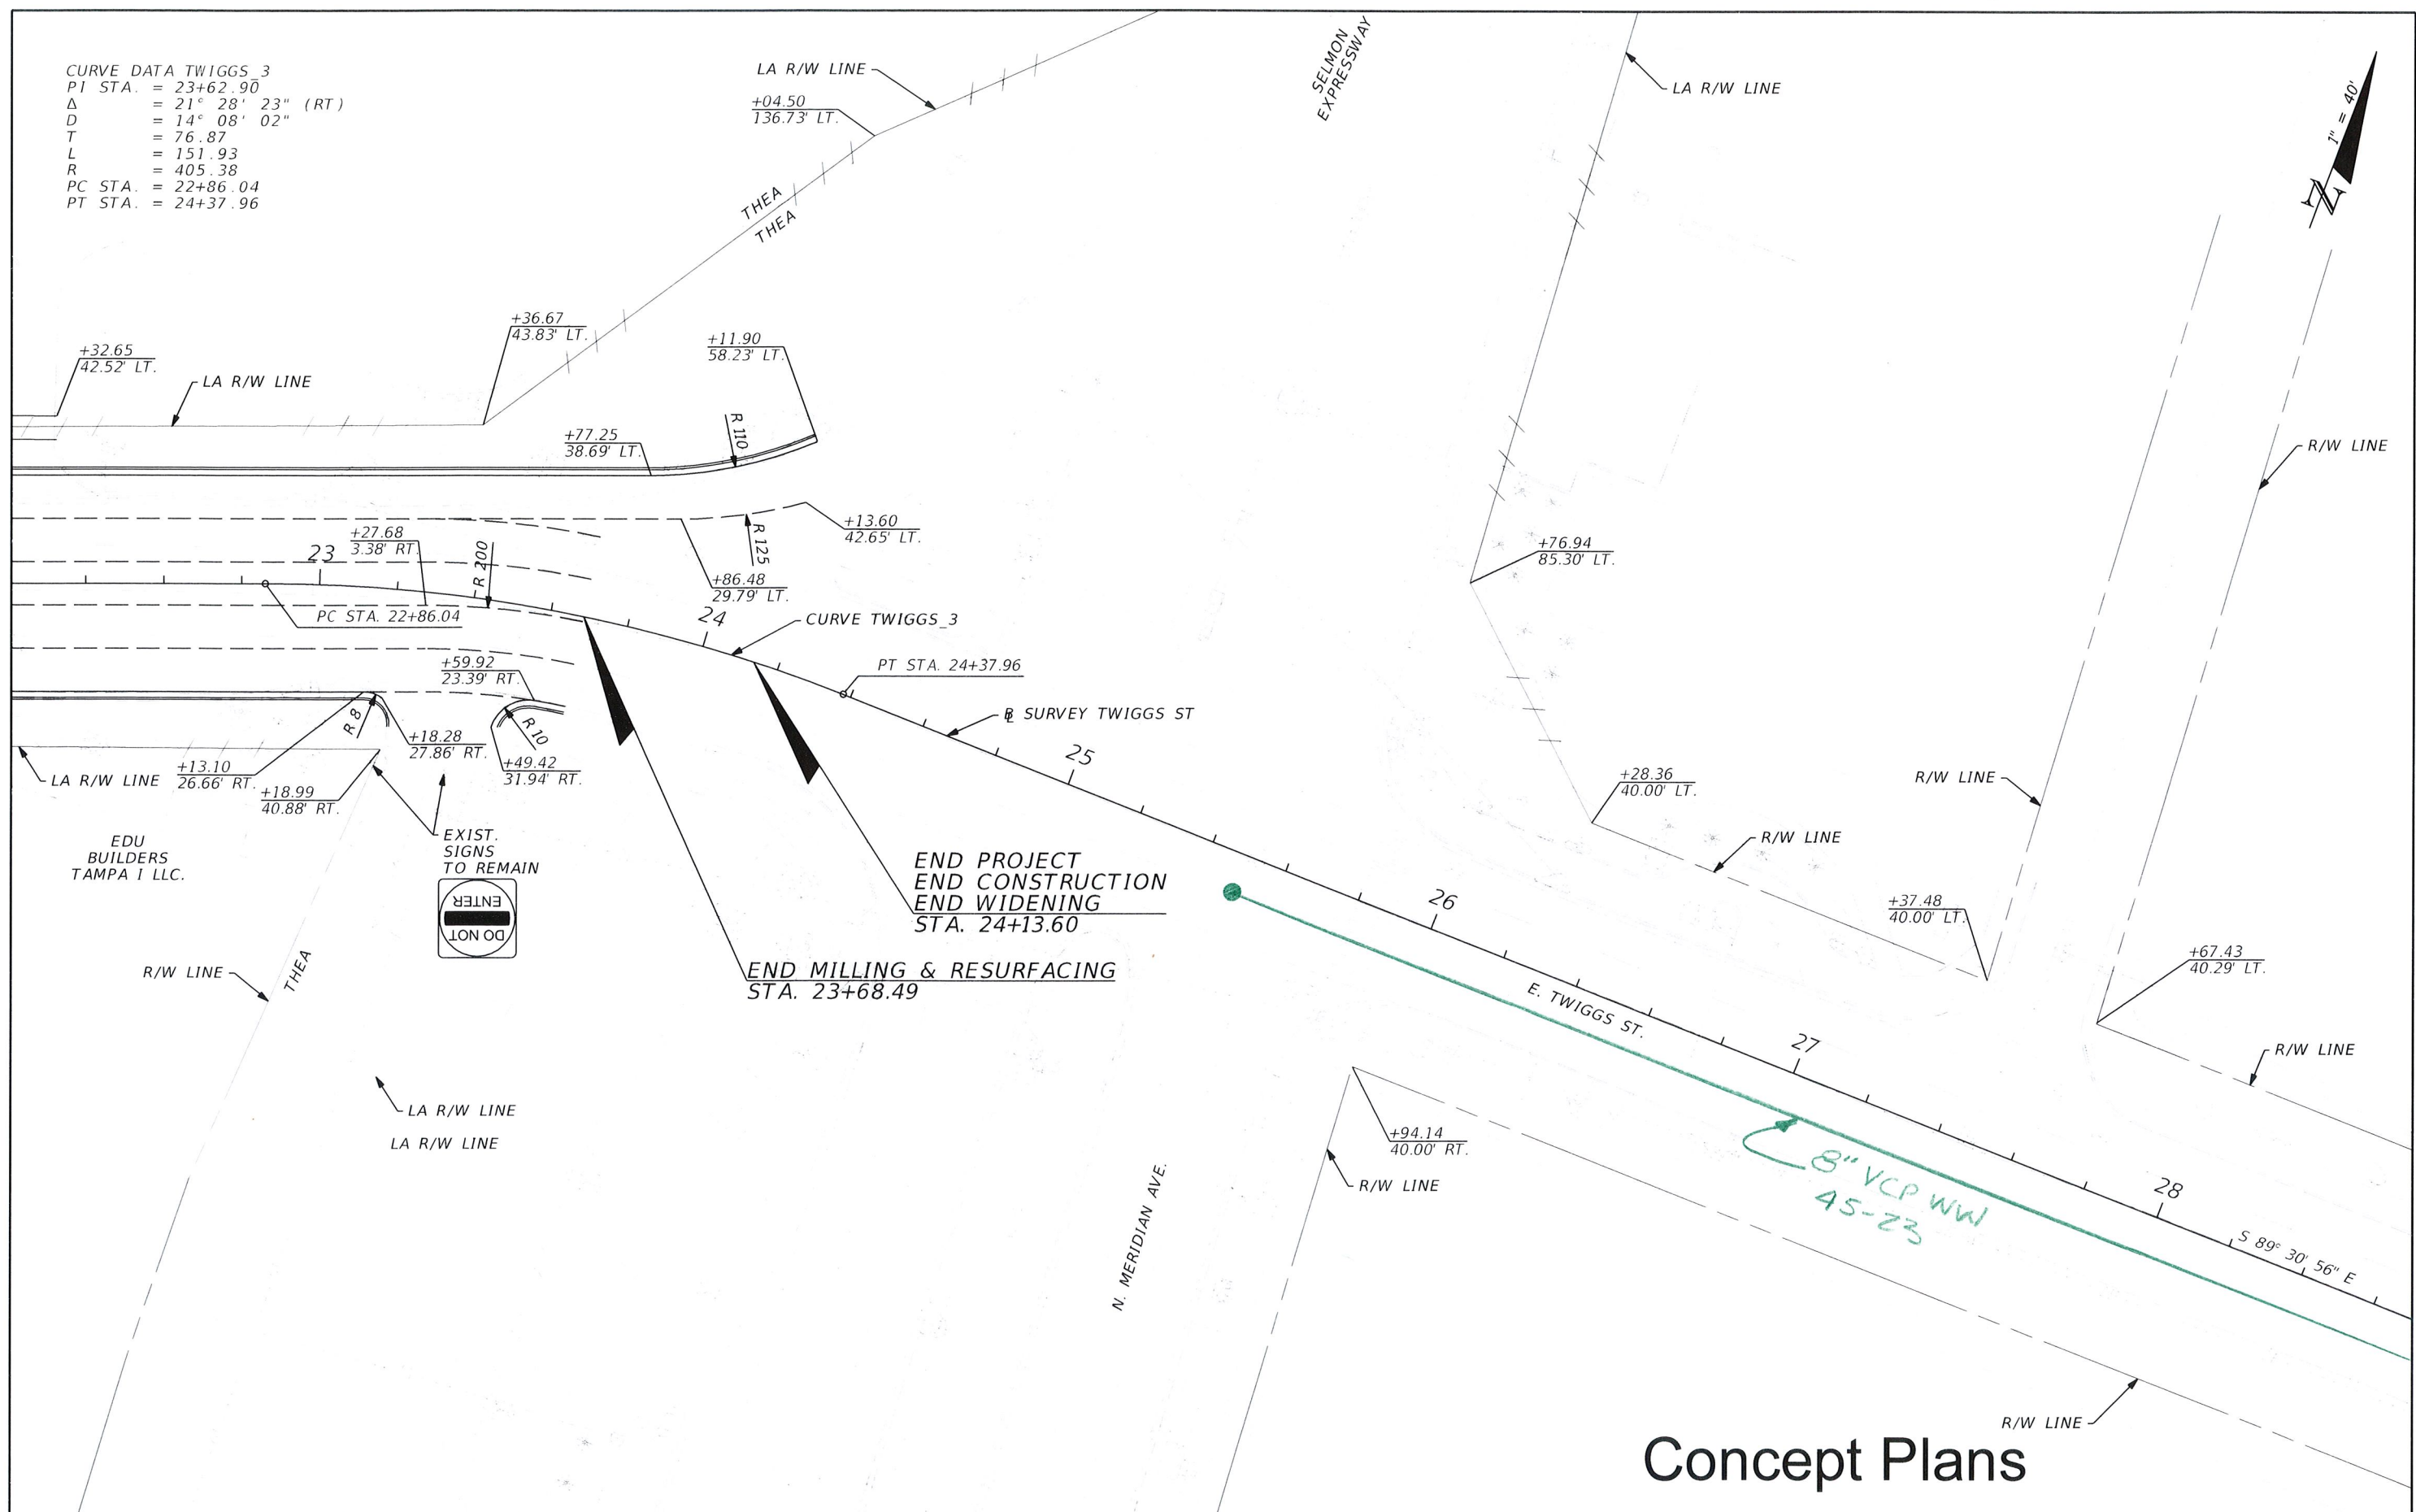 CURVE DATA TWIGGS_3
PI STA. = 23+62.90
Δ = 21° 28' 23" (RT)
D = 14° 08' 02"
T = 76.87
L = 151.93
R = 405.38
PC STA. = 22+86.04
PT STA. = 24+37.96
LA R/W LINE
+04.50
136.73' LT.
THEA
THEA
SELMON
EXPRESSWAY
LA R/W LINE
1" = 40'
N
+32.65
42.52' LT.
LA R/W LINE
+36.67
43.83' LT.
+11.90
58.23' LT.
+77.25
38.69' LT.
R 110
R/W LINE
+27.68
3.38' RT.
23
R 200
R 125
+13.60
42.65' LT.
+86.48
29.79' LT.
+76.94
85.30' LT.
PC STA. 22+86.04
24
CURVE TWIGGS_3
+59.92
23.39' RT.
PT STA. 24+37.96
R 8
R 10
BL SURVEY TWIGGS ST
+18.28
27.86' RT.
+49.42
31.94' RT.
LA R/W LINE
+13.10
26.66' RT.
+18.99
40.88' RT.
25
+28.36
40.00' LT.
R/W LINE
R/W LINE
EDU
BUILDERS
TAMPA I LLC.
EXIST.
SIGNS
TO REMAIN
DO NOT
ENTER
END PROJECT
END CONSTRUCTION
END WIDENING
STA. 24+13.60
26
+37.48
40.00' LT.
END MILLING & RESURFACING
STA. 23+68.49
R/W LINE
THEA
E. TWIGGS ST.
27
+67.43
40.29' LT.
R/W LINE
LA R/W LINE
LA R/W LINE
+94.14
40.00' RT.
R/W LINE
N. MERIDIAN AVE.
8" VCP WW
45-23
28
S 89° 30' 56" E
R/W LINE
Concept Plans